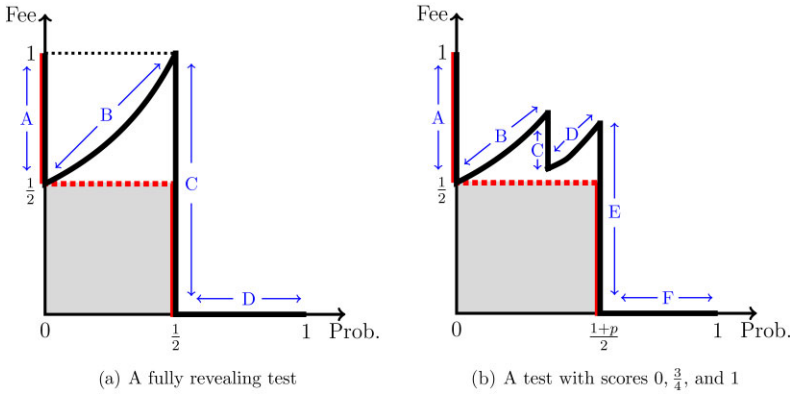 Fee
1
A
B
C
1/2
D
0
1/2
1
Prob.
(a) A fully revealing test
Fee
1
A
B
C
D
1/2
E
F
0
(1+p)/2
1
Prob.
(b) A test with scores 0, 3/4, and 1